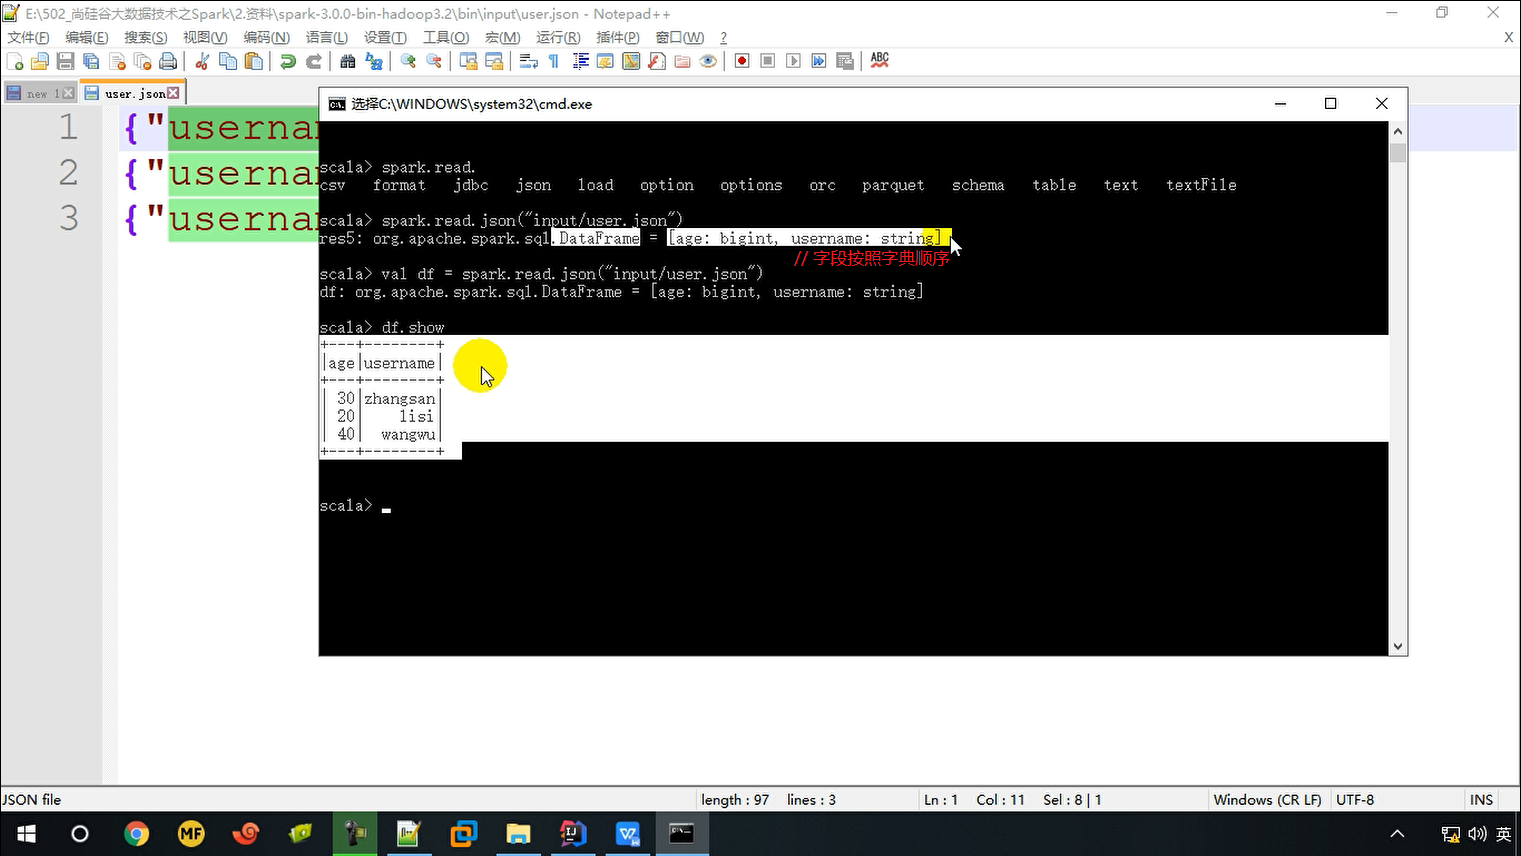 E:\502_尚硅谷大数据技术之Spark\2.资料\spark-3.0.0-bin-hadoop3.2\bin\input\user.json - Notepad++
文件(F) 编辑(E) 搜索(S) 视图(V) 编码(N) 语言(L) 设置(T) 工具(O) 宏(M) 运行(R) 插件(P) 窗口(W) ? X
ABC
new 1 user.json
选择C:\WINDOWS\system32\cmd.exe
1 {"userna
2 {"userna
3 {"userna
scala> spark.read.
csv format jdbc json load option options orc parquet schema table text textFile
scala> spark.read.json("input/user.json")
res5: org.apache.spark.sql.DataFrame = [age: bigint, username: string]
// 字段按照字典顺序
scala> val df = spark.read.json("input/user.json")
df: org.apache.spark.sql.DataFrame = [age: bigint, username: string]
scala> df.show
+---+--------+
|age|username|
+---+--------+
| 30|zhangsan|
| 20|    lisi|
| 40|  wangwu|
+---+--------+
scala>
JSON file length : 97 lines : 3 Ln : 1 Col : 11 Sel : 8 | 1 Windows (CR LF) UTF-8 INS
MF 英